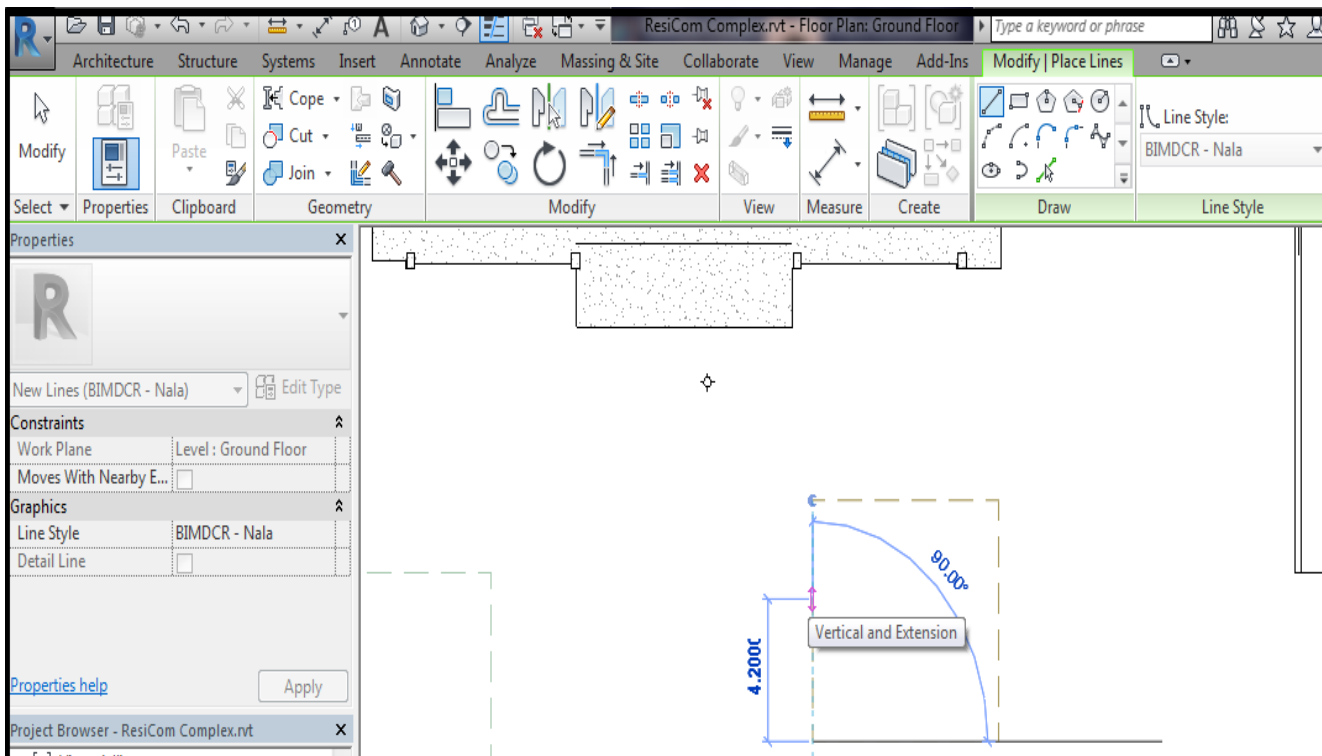 ResiCom Complex.rvt - Floor Plan: Ground Floor
Type a keyword or phrase
Architecture Structure Systems Insert Annotate Analyze Massing & Site Collaborate View Manage Add-Ins Modify | Place Lines
Modify
Paste
Cope
Cut
Join
Line Style:
BIMDCR - Nala
Select Properties Clipboard Geometry Modify View Measure Create Draw Line Style
Properties X
R
New Lines (BIMDCR - Nala) Edit Type
Constraints
Work Plane Level : Ground Floor
Moves With Nearby E...
Graphics
Line Style BIMDCR - Nala
Detail Line
90.00°
Vertical and Extension
4.200
Properties help Apply
Project Browser - ResiCom Complex.rvt X